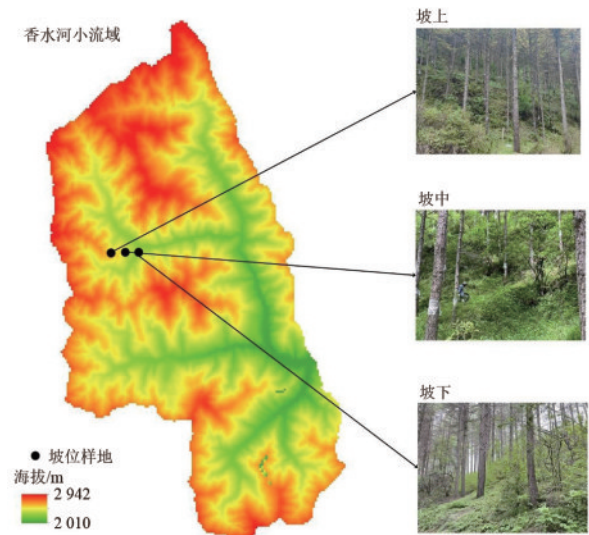 香水河小流域
坡上
坡中
坡下
坡位样地
海拔/m
2 942
2 010